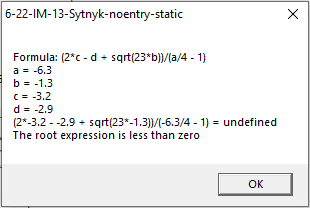 6-22-IM-13-Sytnyk-noentry-static
Formula: (2*c - d + sqrt(23*b))/(a/4 - 1)
a = -6.3
b = -1.3
c = -3.2
d = -2.9
(2*-3.2 - -2.9 + sqrt(23*-1.3))/(-6.3/4 - 1) = undefined
The root expression is less than zero
OK